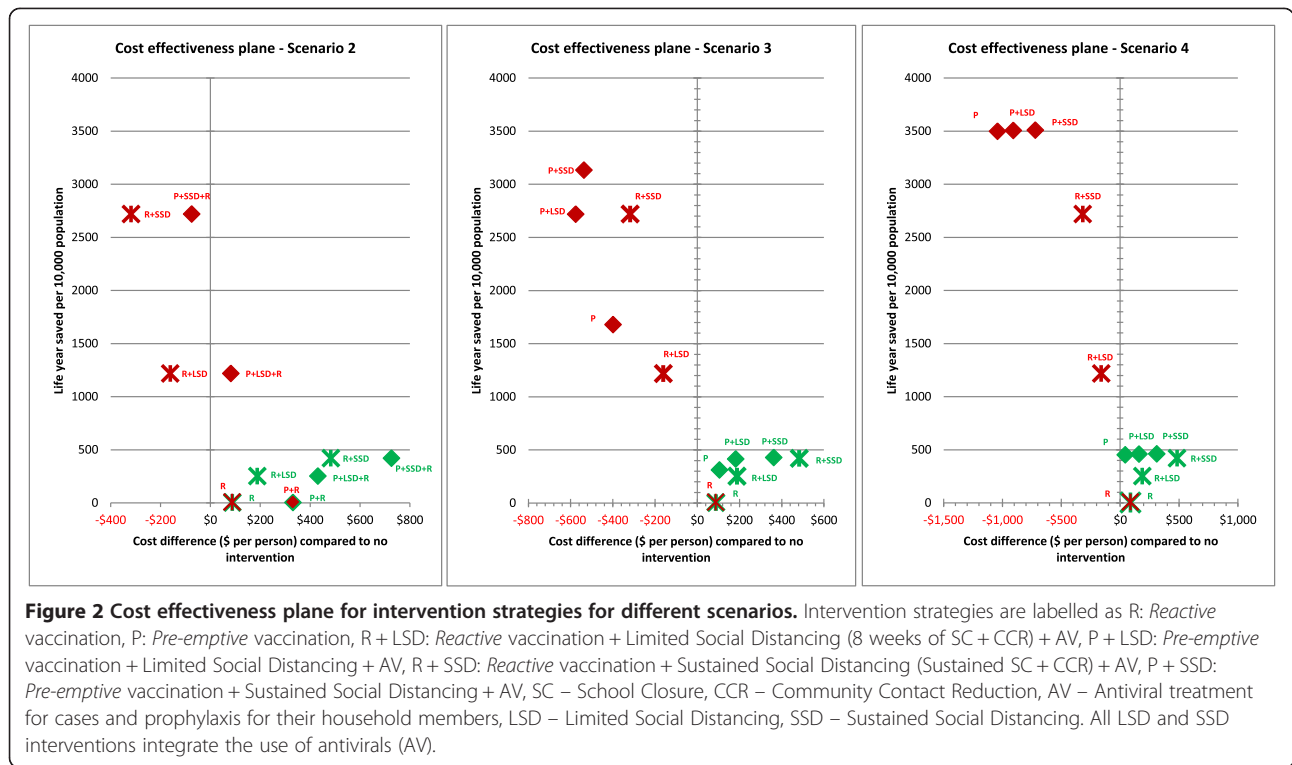 Cost effectiveness plane - Scenario 2
4000
3500
3000
2500
2000
1500
1000
500
0
Life year saved per 10,000 population
P+SSD+R
R+SSD
R+LSD
P+LSD+R
R+SSD
P+SSD+R
R+LSD
P+LSD+R
R
R
P+R
P+R
-$400
-$200
$0
$200
$400
$600
$800
Cost difference ($ per person) compared to no
intervention
Cost effectiveness plane - Scenario 3
4000
3500
3000
2500
2000
1500
1000
500
0
Life year saved per 10,000 population
P+SSD
P+LSD
R+SSD
P
R+LSD
P+LSD
P+SSD
P
R+SSD
R+LSD
R
R
-$800
-$600
-$400
-$200
$0
$200
$400
$600
Cost difference ($ per person) compared to no
intervention
Cost effectiveness plane - Scenario 4
4000
3500
3000
2500
2000
1500
1000
500
0
Life year saved per 10,000 population
P
P+LSD
P+SSD
R+SSD
R+LSD
P
P+LSD
P+SSD
R+SSD
R+LSD
R
R
-$1,500
-$1,000
-$500
$0
$500
$1,000
Cost difference ($ per person) compared to no
intervention
Figure 2 Cost effectiveness plane for intervention strategies for different scenarios. Intervention strategies are labelled as R: Reactive
vaccination, P: Pre-emptive vaccination, R + LSD: Reactive vaccination + Limited Social Distancing (8 weeks of SC + CCR) + AV, P + LSD: Pre-emptive
vaccination + Limited Social Distancing + AV, R + SSD: Reactive vaccination + Sustained Social Distancing (Sustained SC + CCR) + AV, P + SSD:
Pre-emptive vaccination + Sustained Social Distancing + AV, SC – School Closure, CCR – Community Contact Reduction, AV – Antiviral treatment
for cases and prophylaxis for their household members, LSD – Limited Social Distancing, SSD – Sustained Social Distancing. All LSD and SSD
interventions integrate the use of antivirals (AV).